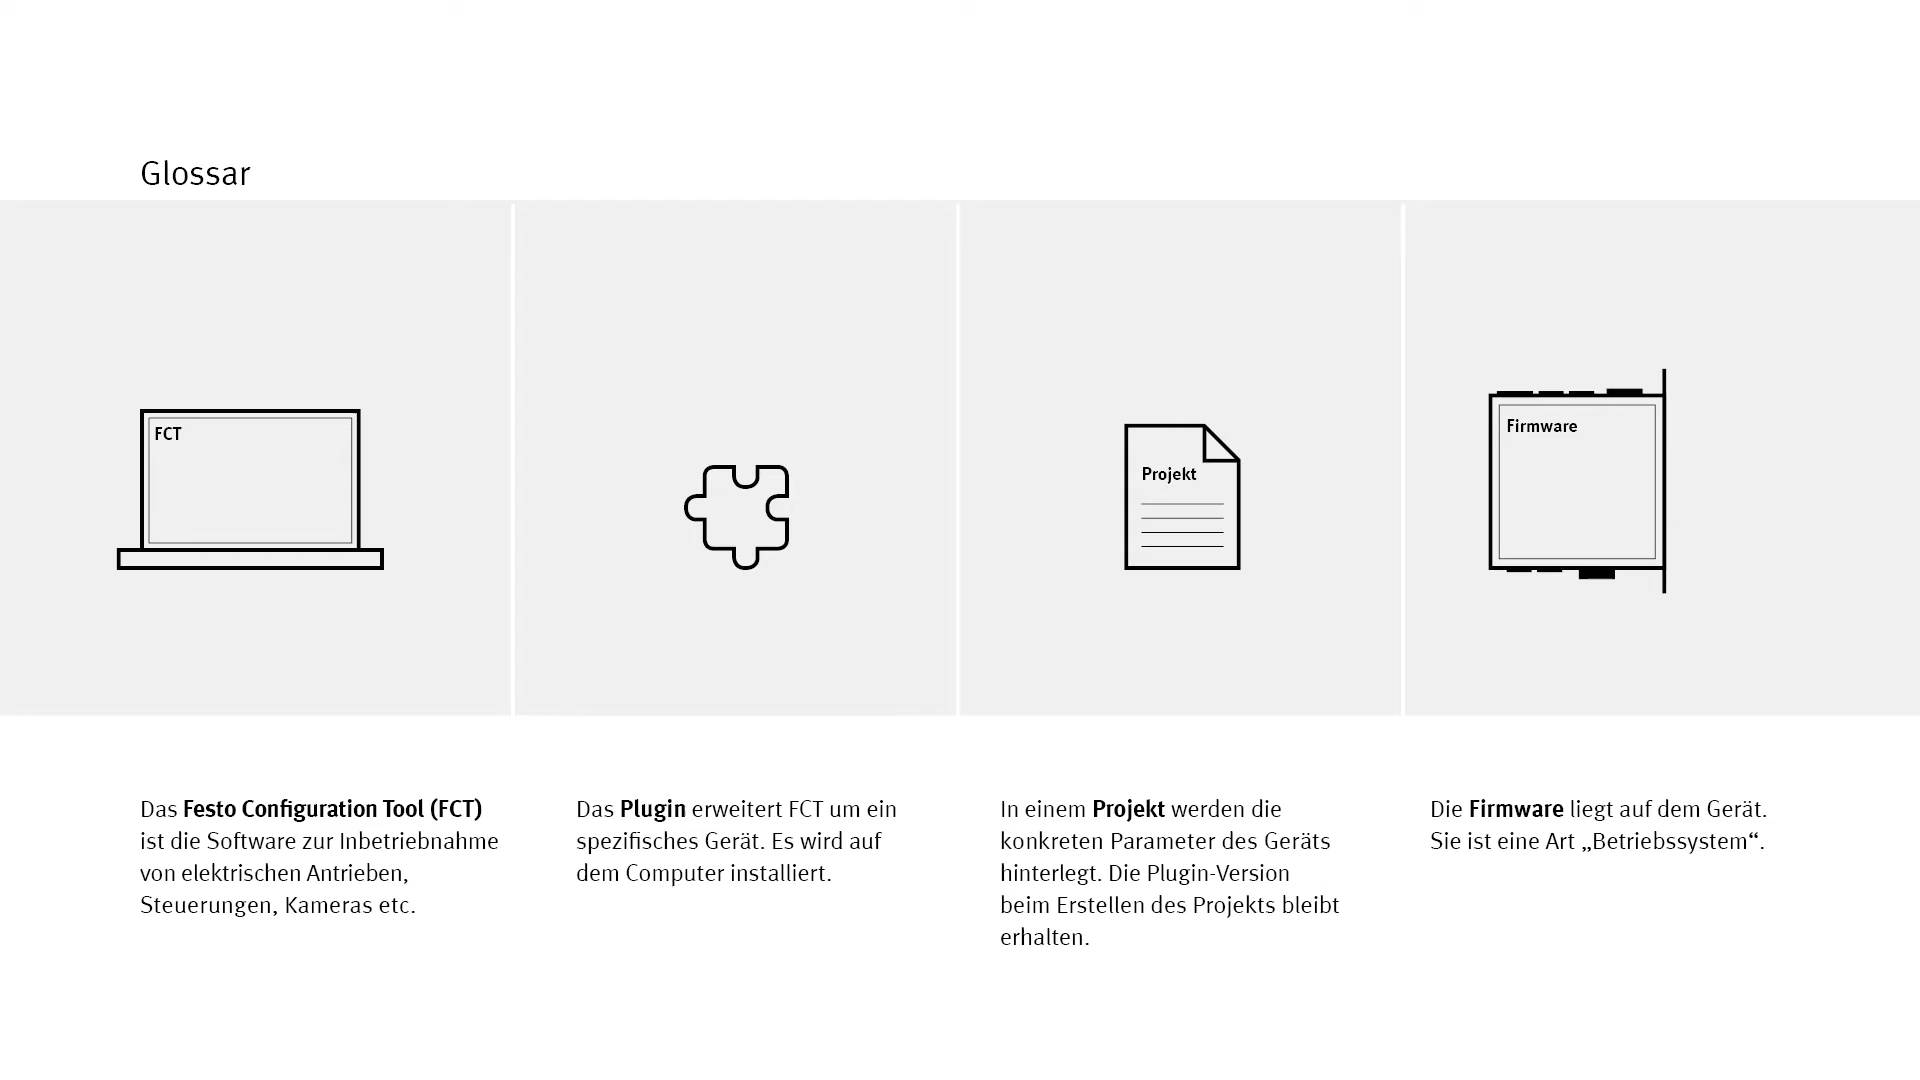 Glossar
FCT
Projekt
Firmware
Das Festo Configuration Tool (FCT)
ist die Software zur Inbetriebnahme
von elektrischen Antrieben,
Steuerungen, Kameras etc.
Das Plugin erweitert FCT um ein
spezifisches Gerät. Es wird auf
dem Computer installiert.
In einem Projekt werden die
konkreten Parameter des Geräts
hinterlegt. Die Plugin-Version
beim Erstellen des Projekts bleibt
erhalten.
Die Firmware liegt auf dem Gerät.
Sie ist eine Art „Betriebssystem“.